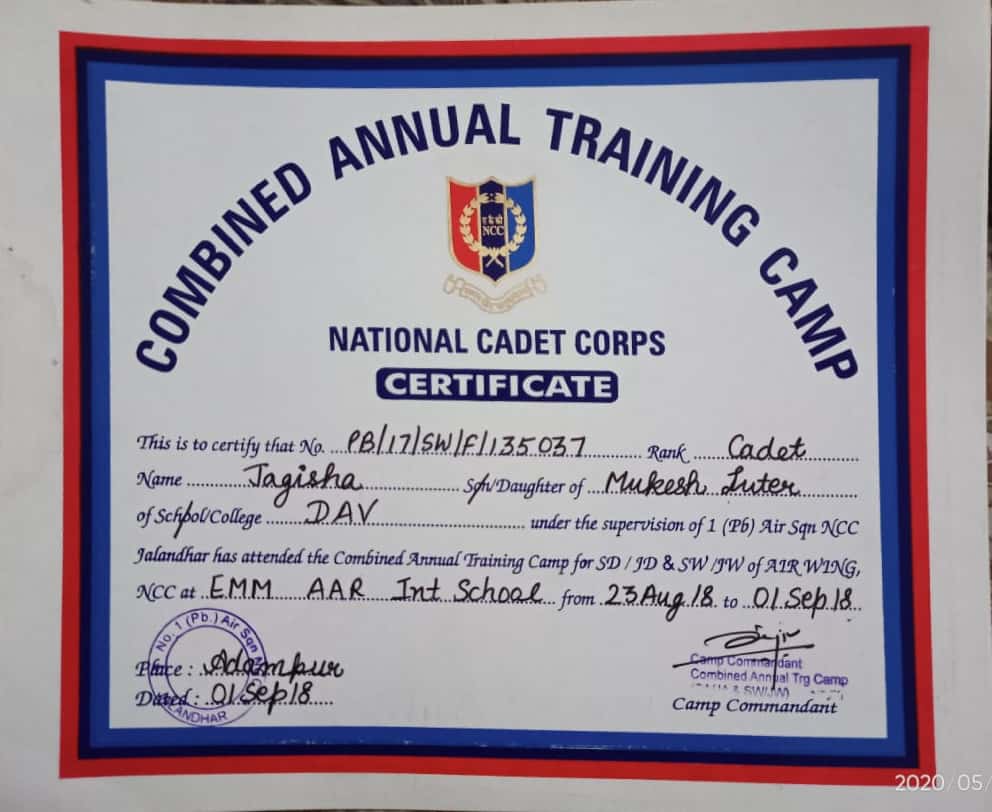 COMBINED ANNUAL TRAINING CAMP
NCC
NATIONAL CADET CORPS
CERTIFICATE
This is to certify that No. PB/17/SW/F/135037 Rank Cadet
Name Jagisha Son/Daughter of Mukesh Luter
of School/College DAV under the supervision of 1 (Pb) Air Sqn NCC
Jalandhar has attended the Combined Annual Training Camp for SD / JD & SW /JW of AIR WING,
NCC at EMM AAR Int School from 23 Aug 18 to 01 Sep 18
No. 1 (Pb.) Air Sqn
JALANDHAR
Place : Adampur
Dated : 01 Sep 18
Camp Commandant
Combined Annual Trg Camp
& SW/JW)
Camp Commandant
2020/05/